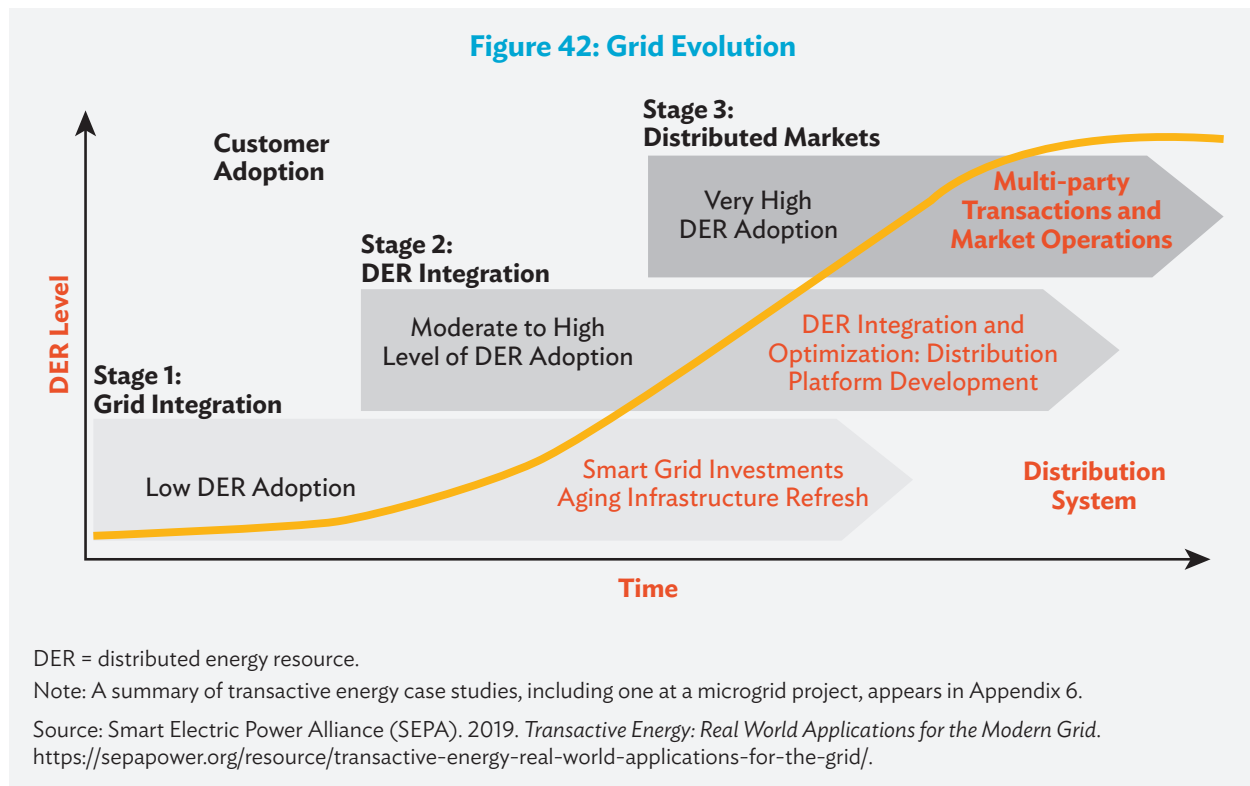 Figure 42: Grid Evolution
Customer
Adoption
Stage 3:
Distributed Markets
Very High
DER Adoption
Multi-party
Transactions and
Market Operations
Stage 2:
DER Integration
Moderate to High
Level of DER Adoption
DER Integration and
Optimization: Distribution
Platform Development
Stage 1:
Grid Integration
Low DER Adoption
Smart Grid Investments
Aging Infrastructure Refresh
Distribution
System
DER Level
Time
DER = distributed energy resource.
Note: A summary of transactive energy case studies, including one at a microgrid project, appears in Appendix 6.
Source: Smart Electric Power Alliance (SEPA). 2019. Transactive Energy: Real World Applications for the Modern Grid.
https://sepapower.org/resource/transactive-energy-real-world-applications-for-the-grid/.